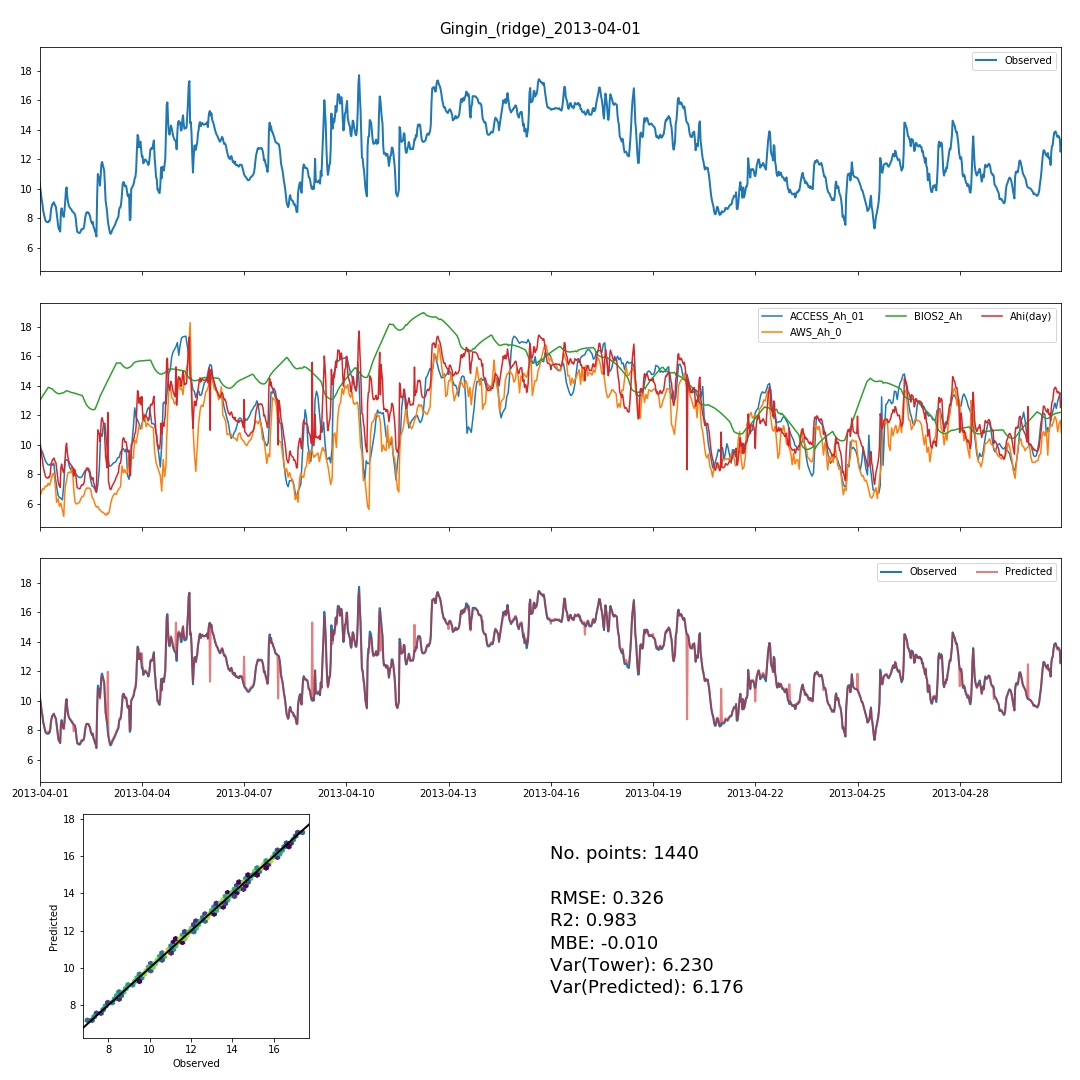 Gingin_(ridge)_2013-04-01
Observed
18
16
14
12
10
8
6
ACCESS_Ah_01 BIOS2_Ah Ahi(day)
AWS_Ah_0
18
16
14
12
10
8
6
Observed Predicted
18
16
14
12
10
8
6
2013-04-01 2013-04-04 2013-04-07 2013-04-10 2013-04-13 2013-04-16 2013-04-19 2013-04-22 2013-04-25 2013-04-28
18
16
14
12
10
8
Predicted
8 10 12 14 16
Observed
No. points: 1440
RMSE: 0.326
R2: 0.983
MBE: -0.010
Var(Tower): 6.230
Var(Predicted): 6.176